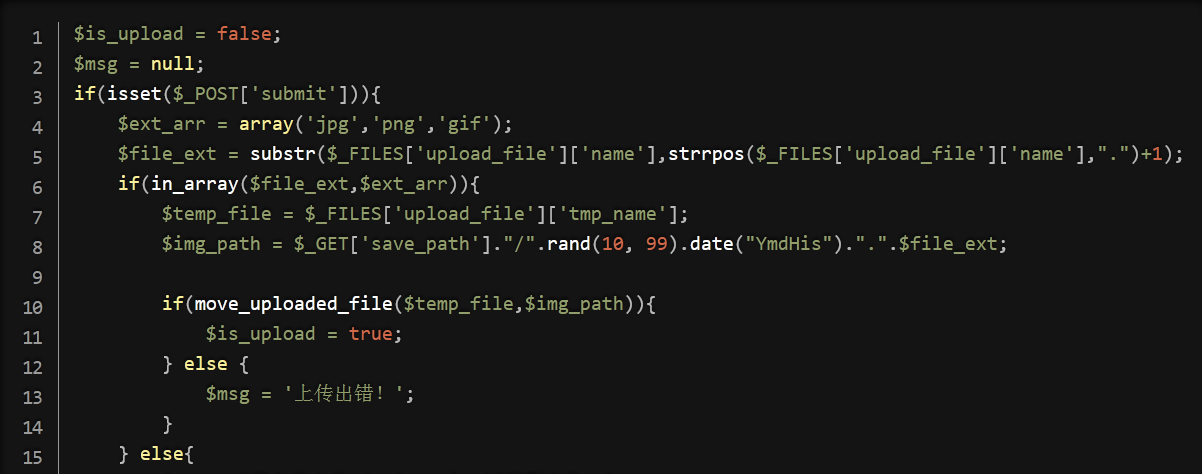 1 $is_upload = false;
2 $msg = null;
3 if(isset($_POST['submit'])){
4     $ext_arr = array('jpg','png','gif');
5     $file_ext = substr($_FILES['upload_file']['name'],strrpos($_FILES['upload_file']['name'],".")+1);
6     if(in_array($file_ext,$ext_arr)){
7         $temp_file = $_FILES['upload_file']['tmp_name'];
8         $img_path = $_GET['save_path']."/".rand(10, 99).date("YmdHis").".".$file_ext;
9
10         if(move_uploaded_file($temp_file,$img_path)){
11             $is_upload = true;
12         } else {
13             $msg = '上传出错！';
14         }
15     } else{